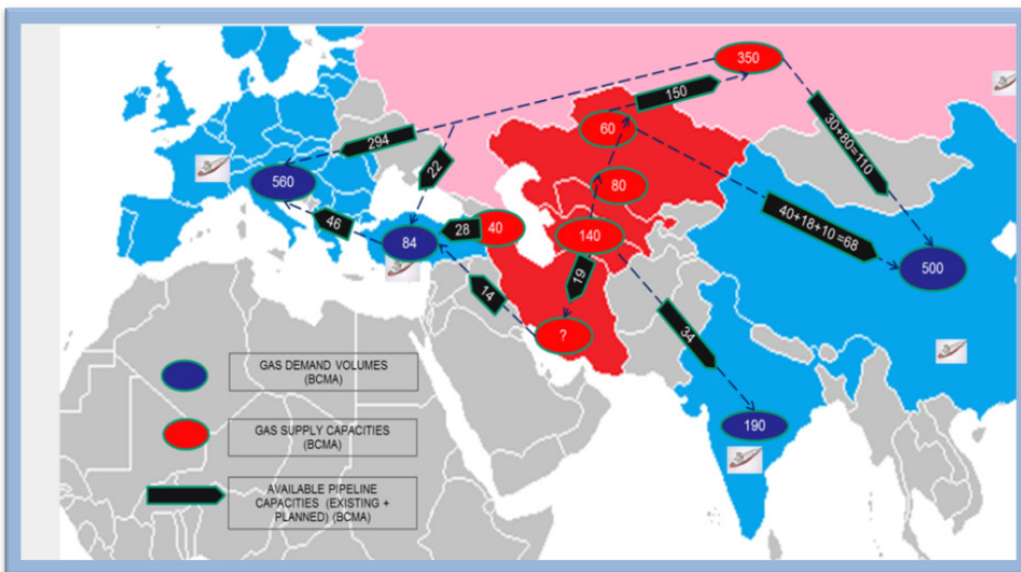 350
150
60
294
30+80=110
22
80
560
40+18+10 =68
46
28
40
84
140
500
19
14
34
?
190
GAS DEMAND VOLUMES
(BCMA)
GAS SUPPLY CAPACITIES
(BCMA)
AVAILABLE PIPELINE
CAPACITIES (EXISTING +
PLANNED) (BCMA)